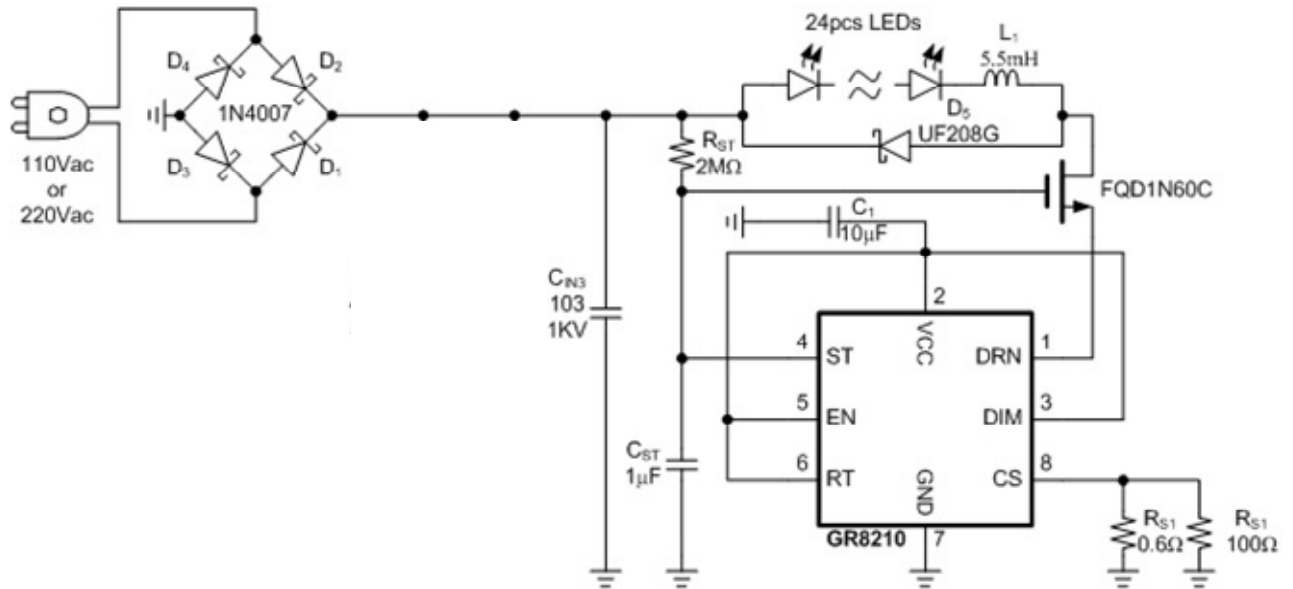 24pcs LEDs
L1
5.5mH
D4
D2
1N4007
D3
D1
110Vac
or
220Vac
D5
UF208G
RST
2MΩ
FQD1N60C
C1
10μF
CIN3
103
1KV
2
VCC
4
ST
DRN
1
5
EN
DIM
3
6
RT
CS
8
GND
7
GR8210
CST
1μF
RS1
0.6Ω
RS1
100Ω